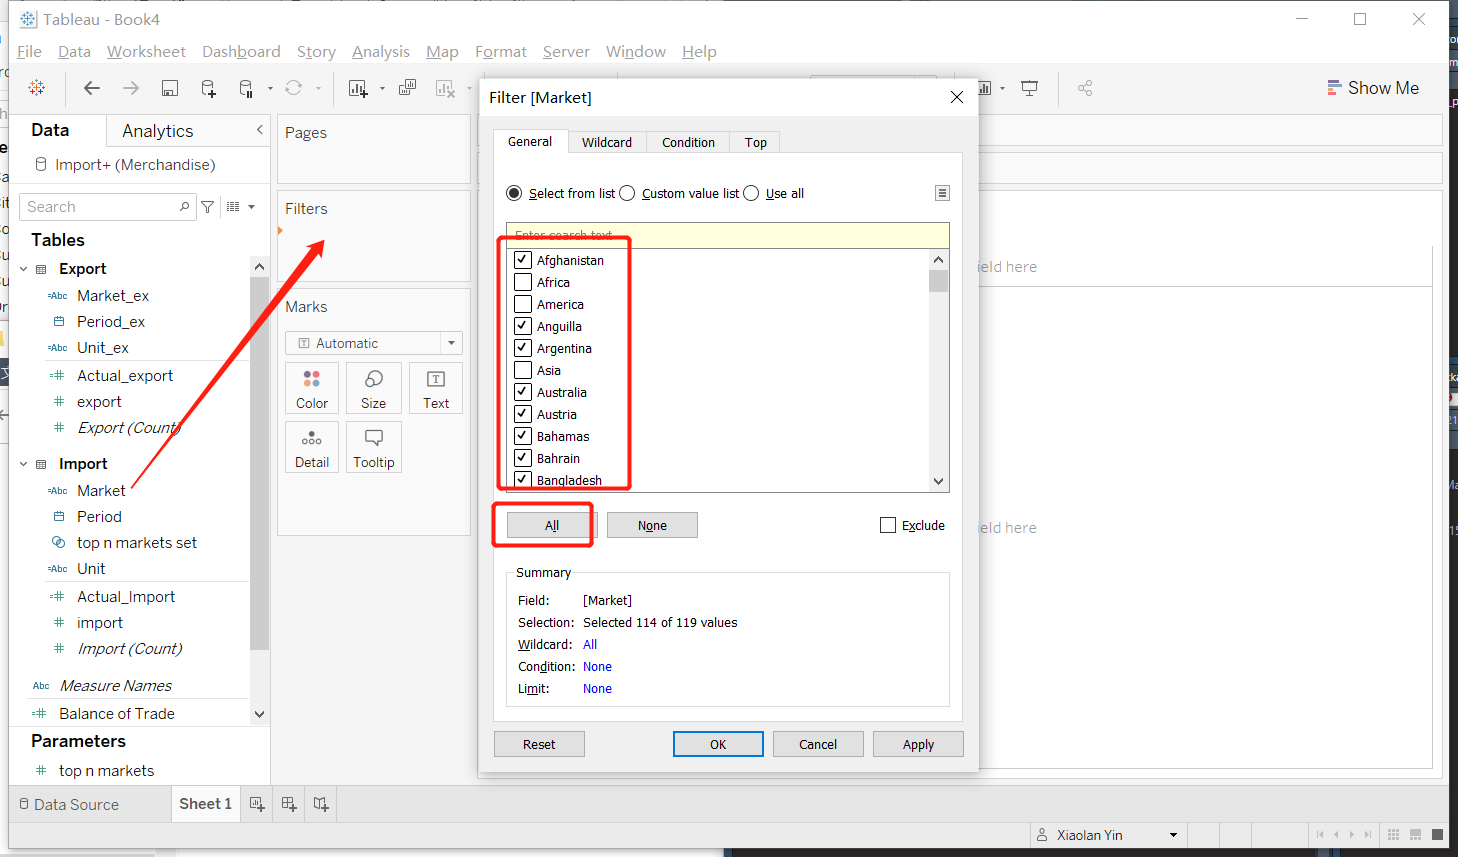 Tableau - Book4
File Data Worksheet Dashboard Story Analysis Map Format Server Window Help
Show Me
Data Analytics
Import+ (Merchandise)
Search
Tables
Export
Abc Market_ex
Period_ex
Abc Unit_ex
Actual_export
export
Export (Count)
Import
Abc Market
Period
top n markets set
Abc Unit
Actual_Import
import
Import (Count)
Abc Measure Names
Balance of Trade
Parameters
top n markets
Pages
Filters
Marks
Automatic
Color Size Text
Detail Tooltip
Filter [Market]
General Wildcard Condition Top
Select from list Custom value list Use all
Enter search text
Afghanistan
Africa
America
Anguilla
Argentina
Asia
Australia
Austria
Bahamas
Bahrain
Bangladesh
All None Exclude
Summary
Field: [Market]
Selection: Selected 114 of 119 values
Wildcard: All
Condition: None
Limit: None
Reset OK Cancel Apply
ield here
ield here
Data Source Sheet 1
Xiaolan Yin